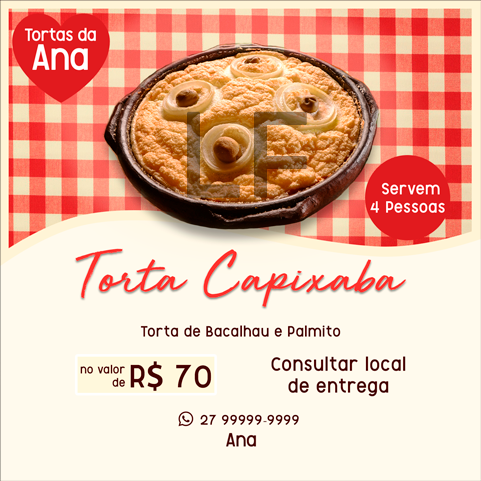 Tortas da
Ana
LF
Servem
4 Pessoas
Torta Capixaba
Torta de Bacalhau e Palmito
no valor
de R$ 70
Consultar local
de entrega
27 99999-9999
Ana